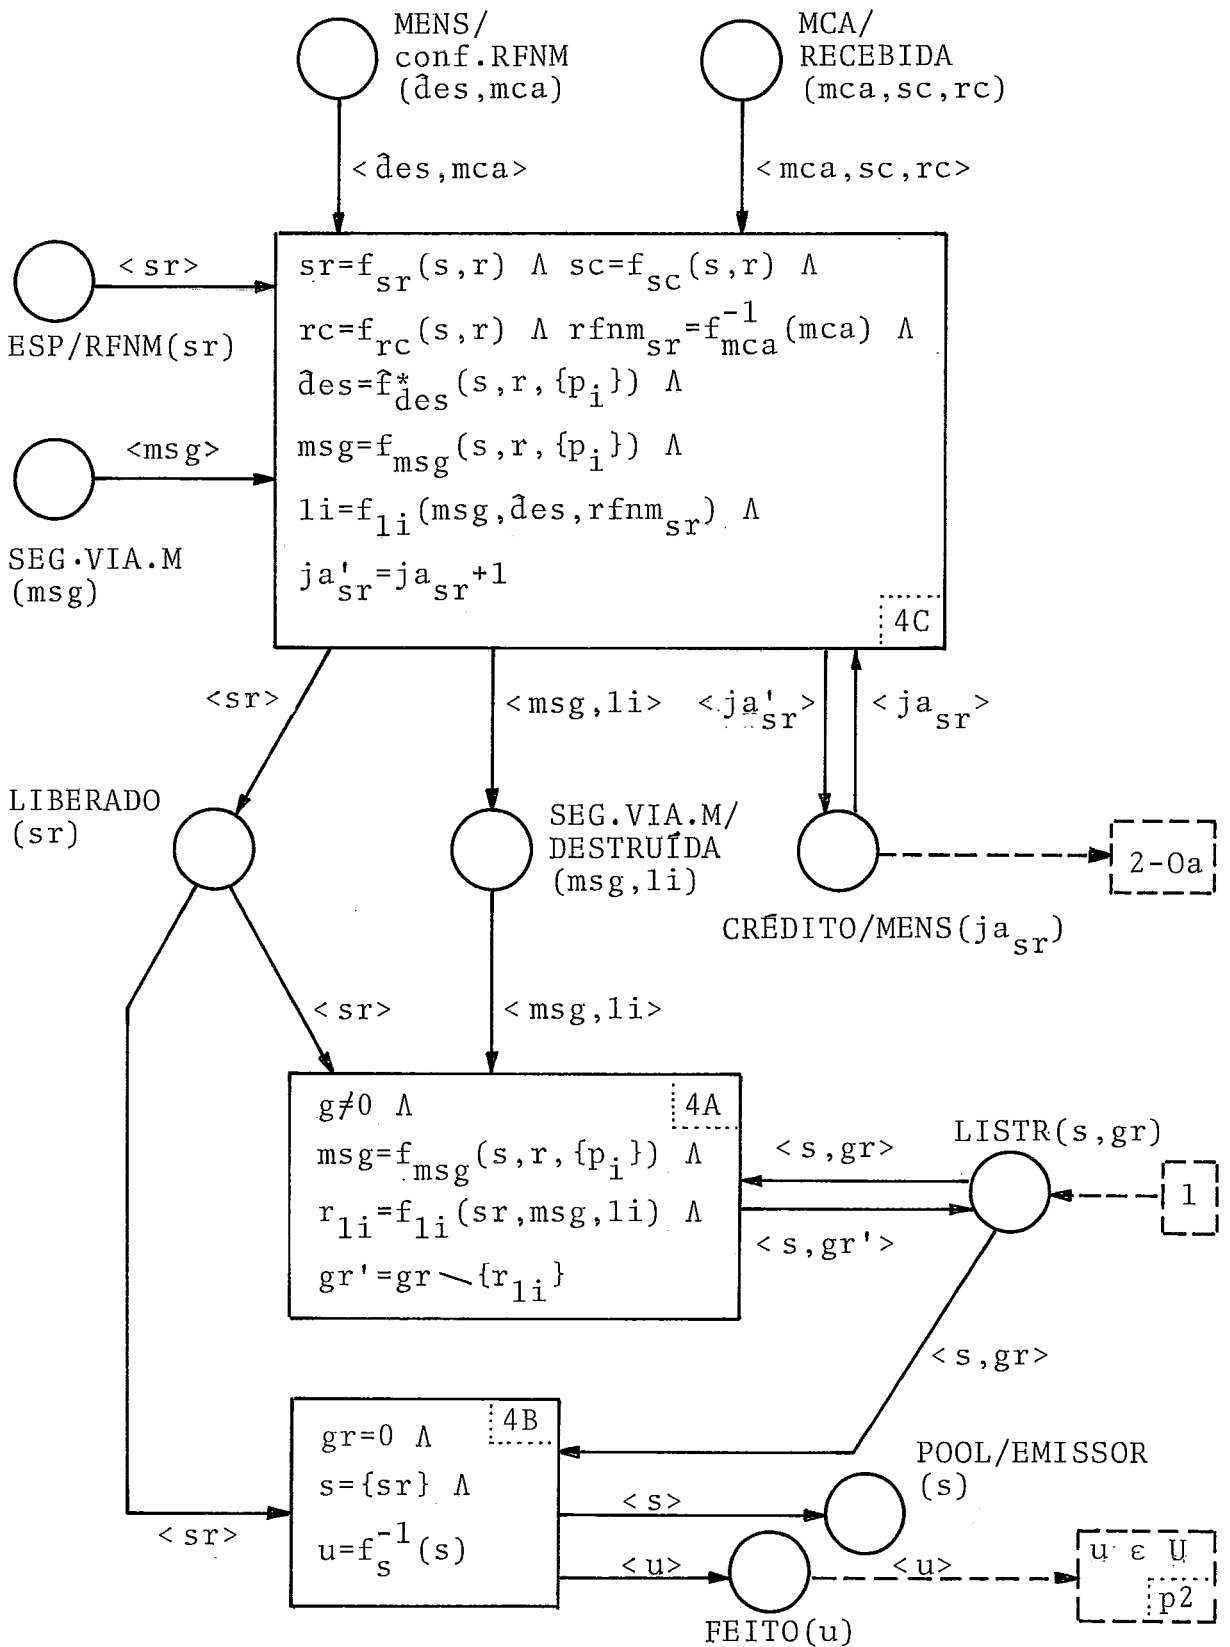 MENS/
conf.RFNM
(d̂es,mca)
MCA/
RECEBIDA
(mca,sc,rc)
<d̂es,mca>
<mca,sc,rc>
<sr>
ESP/RFNM(sr)
<msg>
SEG.VIA.M
(msg)
sr=f_sr(s,r) Λ sc=f_sc(s,r) Λ
rc=f_rc(s,r) Λ rfnm_sr=f_mca^-1(mca) Λ
d̂es=f̂*_d̂es(s,r,{p_i}) Λ
msg=f_msg(s,r,{p_i}) Λ
li=f_li(msg,d̂es,rfnm_sr) Λ
ja'_sr=ja_sr+1
4C
<sr>
<msg,li>
<ja'_sr>
<ja_sr>
LIBERADO
(sr)
SEG.VIA.M/
DESTRUÍDA
(msg,li)
2-0a
CRÉDITO/MENS(ja_sr)
<sr>
<msg,li>
g≠0 Λ
4A
msg=f_msg(s,r,{p_i}) Λ
r_li=f_li(sr,msg,li) Λ
gr'=gr∖{r_li}
<s,gr>
LISTR(s,gr)
1
<s,gr'>
<s,gr>
gr=0 Λ
4B
s={sr} Λ
u=f_s^-1(s)
<sr>
POOL/EMISSOR
(s)
<s>
<u>
FEITO(u)
<u>
u ε U
p2